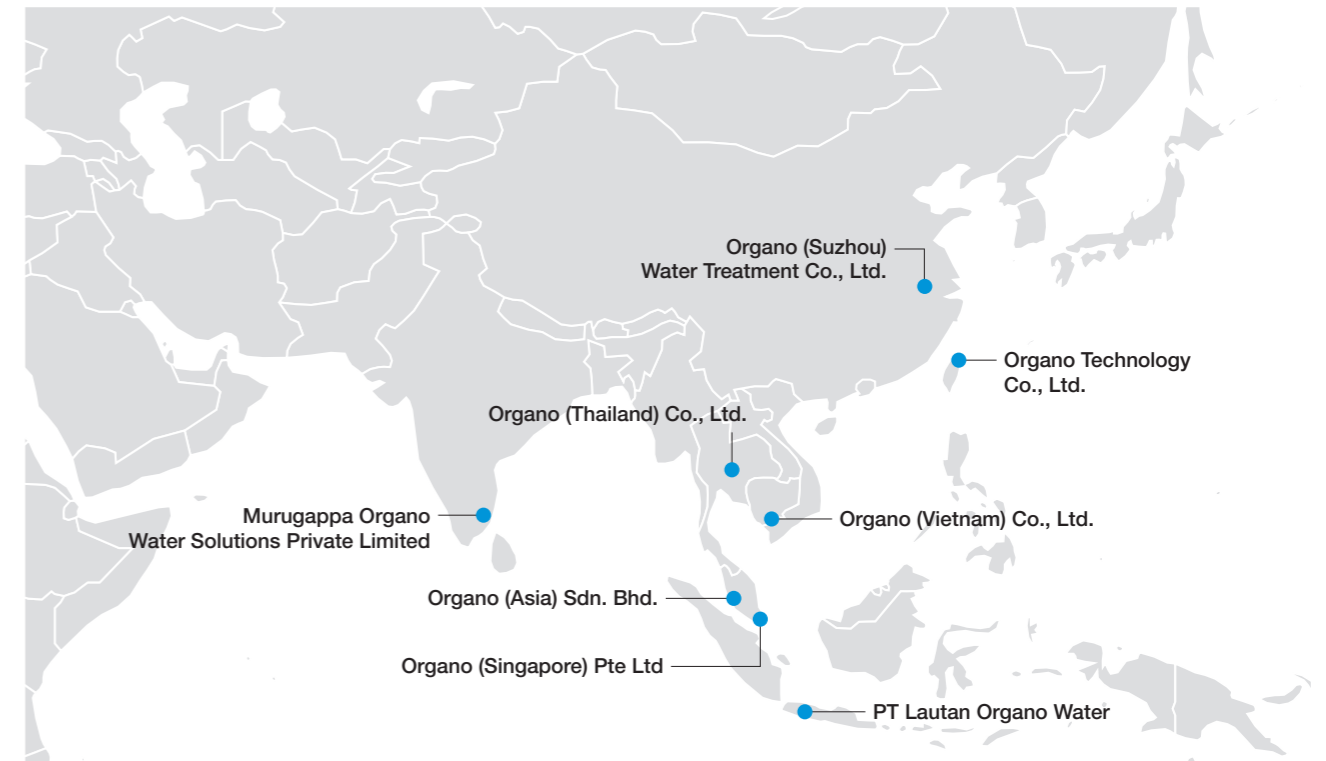 Organo (Suzhou)
Water Treatment Co., Ltd.
Organo Technology
Co., Ltd.
Organo (Thailand) Co., Ltd.
Murugappa Organo
Water Solutions Private Limited
Organo (Vietnam) Co., Ltd.
Organo (Asia) Sdn. Bhd.
Organo (Singapore) Pte Ltd
PT Lautan Organo Water